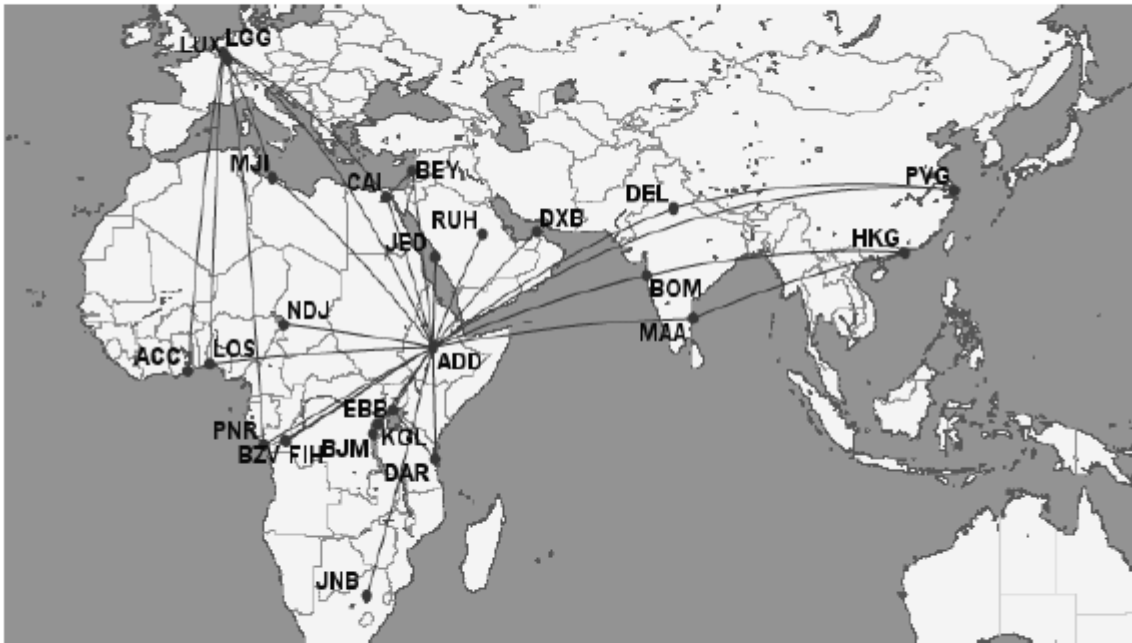 LGG
LUX
MJI
BEY
CAI
DEL
PVG
RUH
DXB
JED
HKG
BOM
NDJ
MAA
ACC
LOS
ADD
EBB
PNR
KGL
BZV FIH
BJM
DAR
JNB